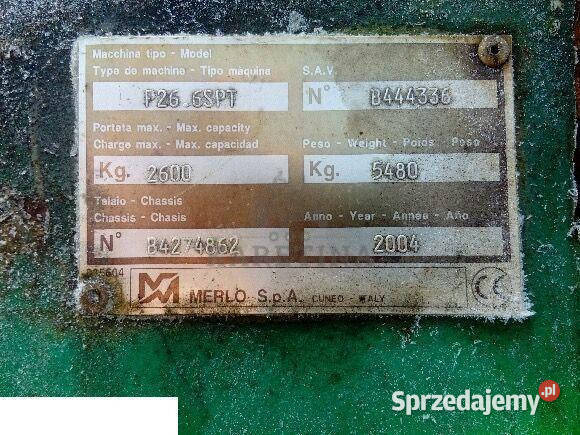 Macchina tipo - Model
Type de machine - Tipo maquina
S.A.V.
P26.6SPT
N° B444336
Portata max. - Max. capacity
Charge max. - Max. capacidad
Peso - Weight - Poids - Peso
Kg. 2600
Kg. 5480
Telaio - Chassis
Chassis - Chasis
Anno - Year - Année - Año
N° B4274862
2004
MERLO S.p.A. CUNEO - ITALY
CE
Sprzedajemy.pl